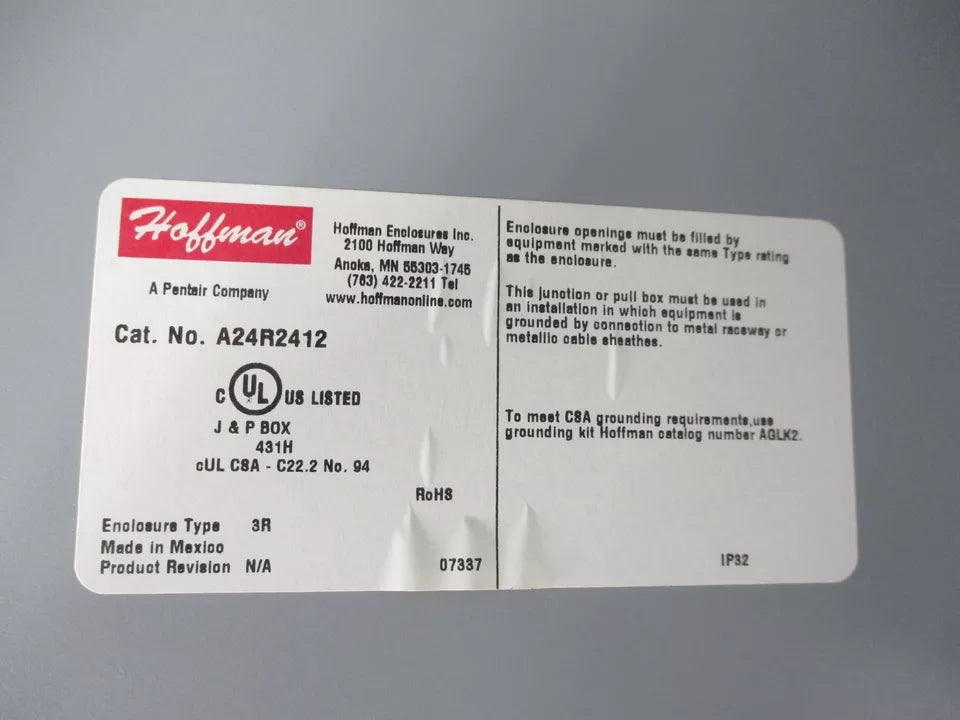 Hoffman®
A Pentair Company
Hoffman Enclosures Inc.
2100 Hoffman Way
Anoka, MN 55303-1745
(763) 422-2211 Tel
www.hoffmanonline.com
Cat. No. A24R2412
C UL US LISTED
J & P BOX
431H
cUL CSA - C22.2 No. 94
RoHS
Enclosure Type 3R
Made in Mexico
Product Revision N/A
07337
Enclosure openings must be filled by
equipment marked with the same Type rating
as the enclosure.
This junction or pull box must be used in
an installation in which equipment is
grounded by connection to metal raceway or
metallic cable sheathes.
To meet CSA grounding requirements,use
grounding kit Hoffman catalog number AGLK2.
IP32